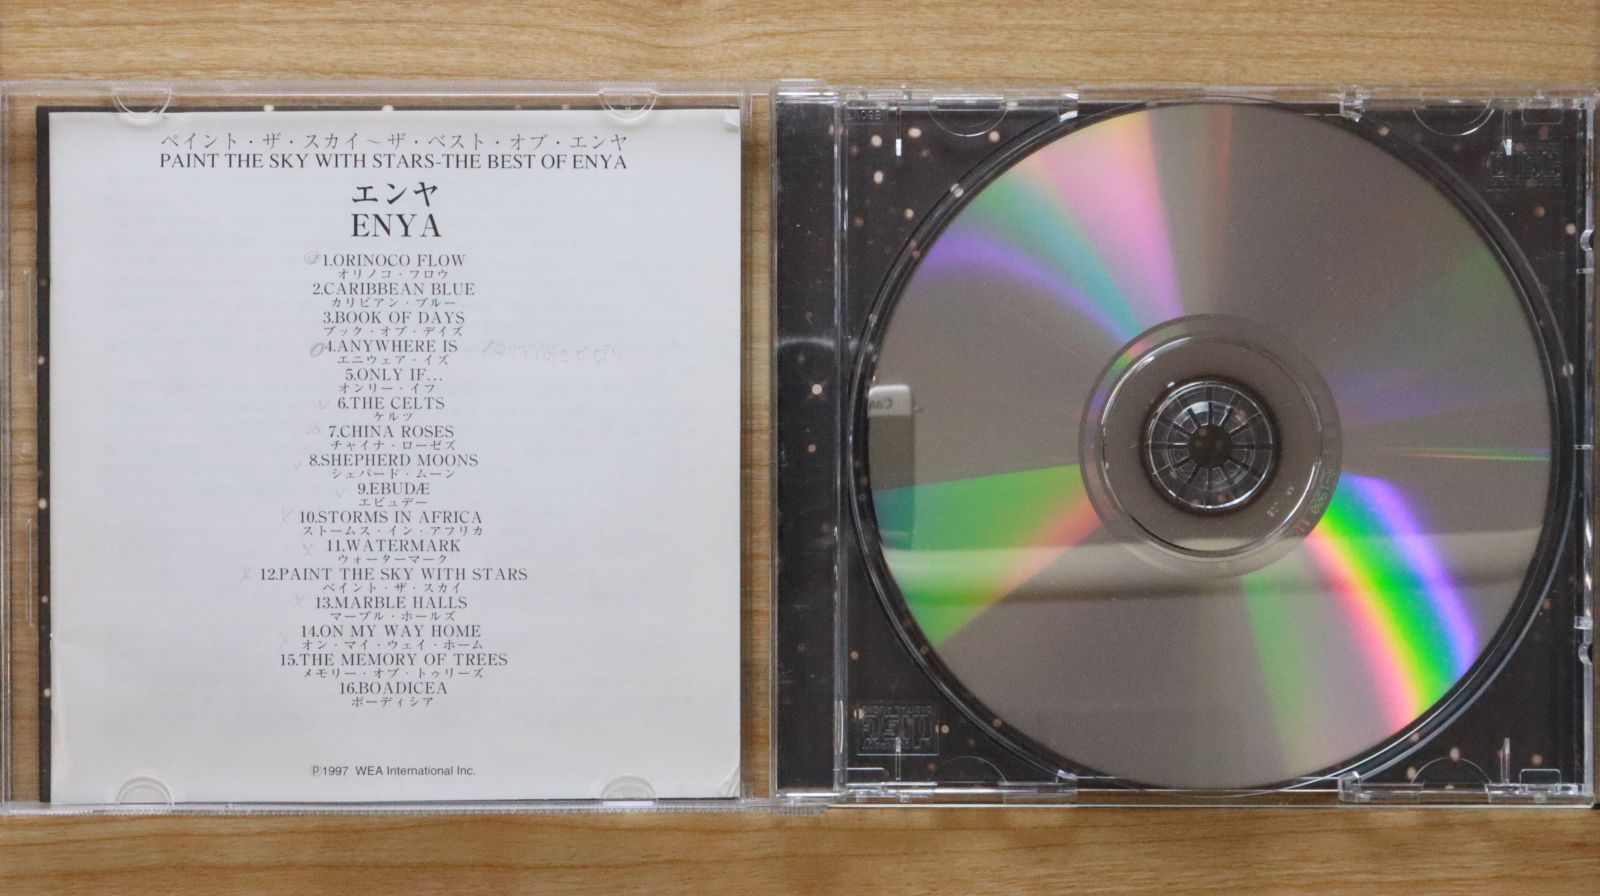 ペイント・ザ・スカイ～ザ・ベスト・オブ・エンヤ
PAINT THE SKY WITH STARS-THE BEST OF ENYA
エンヤ
ENYA
1.ORINOCO FLOW
オリノコ・フロウ
2.CARIBBEAN BLUE
カリビアン・ブルー
3.BOOK OF DAYS
ブック・オブ・デイズ
4.ANYWHERE IS
エニウェア・イズ
5.ONLY IF...
オンリー・イフ
6.THE CELTS
ケルツ
7.CHINA ROSES
チャイナ・ローゼズ
8.SHEPHERD MOONS
シェパード・ムーン
9.EBUDÆ
エビュデー
10.STORMS IN AFRICA
ストームス・イン・アフリカ
11.WATERMARK
ウォーターマーク
12.PAINT THE SKY WITH STARS
ペイント・ザ・スカイ
13.MARBLE HALLS
マーブル・ホールズ
14.ON MY WAY HOME
オン・マイ・ウェイ・ホーム
15.THE MEMORY OF TREES
メモリー・オブ・トゥリーズ
16.BOADICEA
ボーディシア
℗1997 WEA International Inc.